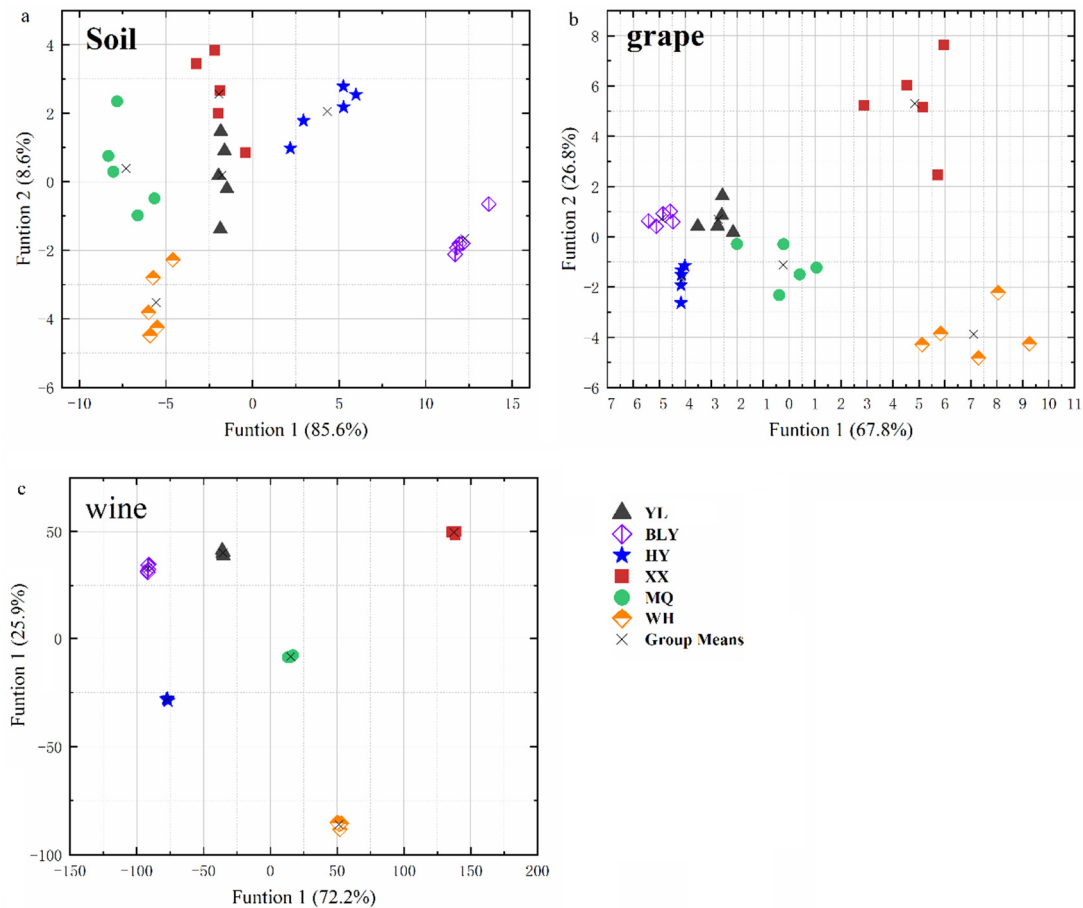 a
Soil
4
2
0
−2
−4
−6
−10 −5 0 5 10 15
Funtion 2 (8.6%)
Funtion 1 (85.6%)
b
grape
8
6
4
2
0
−2
−4
−6
7 6 5 4 3 2 1 0 1 2 3 4 5 6 7 8 9 10 11
Funtion 2 (26.8%)
Funtion 1 (67.8%)
c
wine
50
0
−50
−100
−150 −100 −50 0 50 100 150 200
Funtion 1 (25.9%)
Funtion 1 (72.2%)
YL
BLY
HY
XX
MQ
WH
Group Means